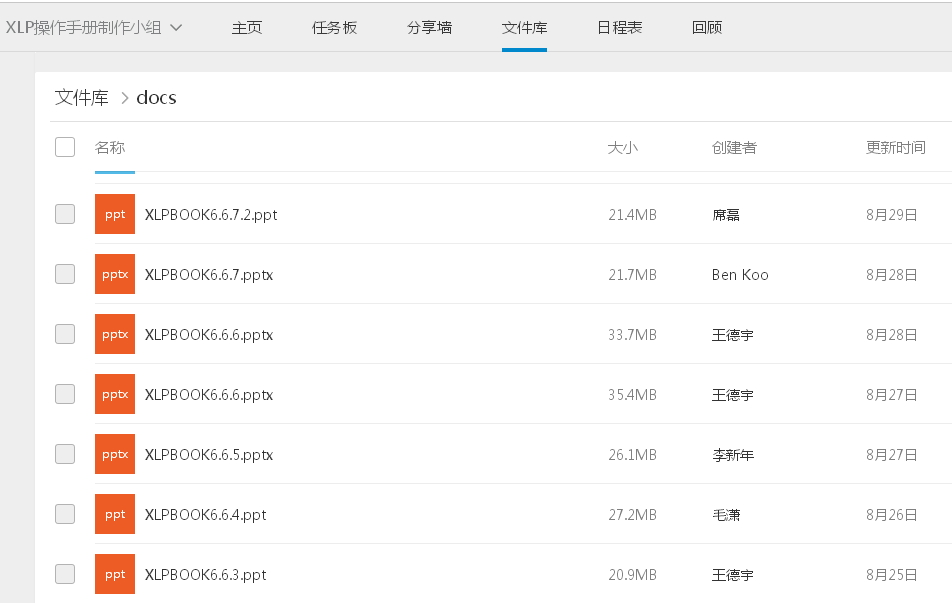 XLP操作手册制作小组 主页 任务板 分享墙 文件库 日程表 回顾
文件库 > docs
名称 大小 创建者 更新时间
ppt XLPBOOK6.6.7.2.ppt 21.4MB 席磊 8月29日
pptx XLPBOOK6.6.7.pptx 21.7MB Ben Koo 8月28日
pptx XLPBOOK6.6.6.pptx 33.7MB 王德宇 8月28日
pptx XLPBOOK6.6.6.pptx 35.4MB 王德宇 8月27日
pptx XLPBOOK6.6.5.pptx 26.1MB 李新年 8月27日
ppt XLPBOOK6.6.4.ppt 27.2MB 毛潇 8月26日
ppt XLPBOOK6.6.3.ppt 20.9MB 王德宇 8月25日